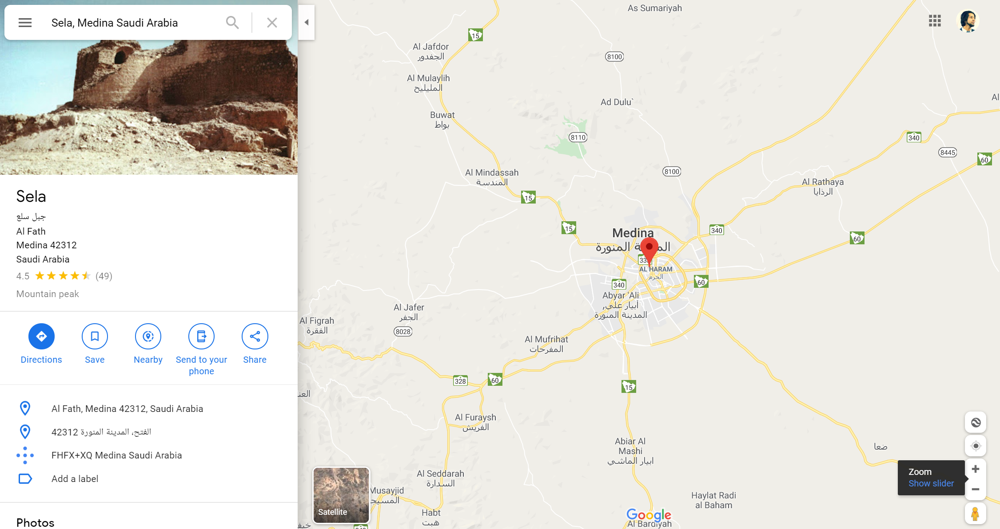 Sela, Medina Saudi Arabia
Sela
جبل سلع
Al Fath
Medina 42312
Saudi Arabia
4.5 (49)
Mountain peak
Directions
Save
Nearby
Send to your
phone
Share
Al Fath, Medina 42312, Saudi Arabia
الفتح، المدينة المنورة 42312
FHFX+XQ Medina Saudi Arabia
Add a label
Photos
As Sumariyah
15
Al Jafdor
الجفدور
8100
Al Mulaylih
المليليح
Ad Dulu`
Al
Buwat
بواط
8110
340
8445
60
Al Mindassah
المندسة
8100
Al Rathaya
الرذايا
15
15
Medina
المنورة
340
60
AL HARAM
الحرم
340
60
Abyar 'Ali
أبيار علي,
المدينة المنورة
Al Jafer
الجفر
8028
Al Figrah
الفقرة
Al Mufrihat
المفرحات
328
60
15
Al Furaysh
الفريش
Abiar Al
Mashi
ابيار الماشي
ضعا
Al Seddarah
السدارة
Musayjid
Habt
هبت
Haylat Radi
al Baham
Al Bardiyah
Google
Satellite
Zoom
Show slider